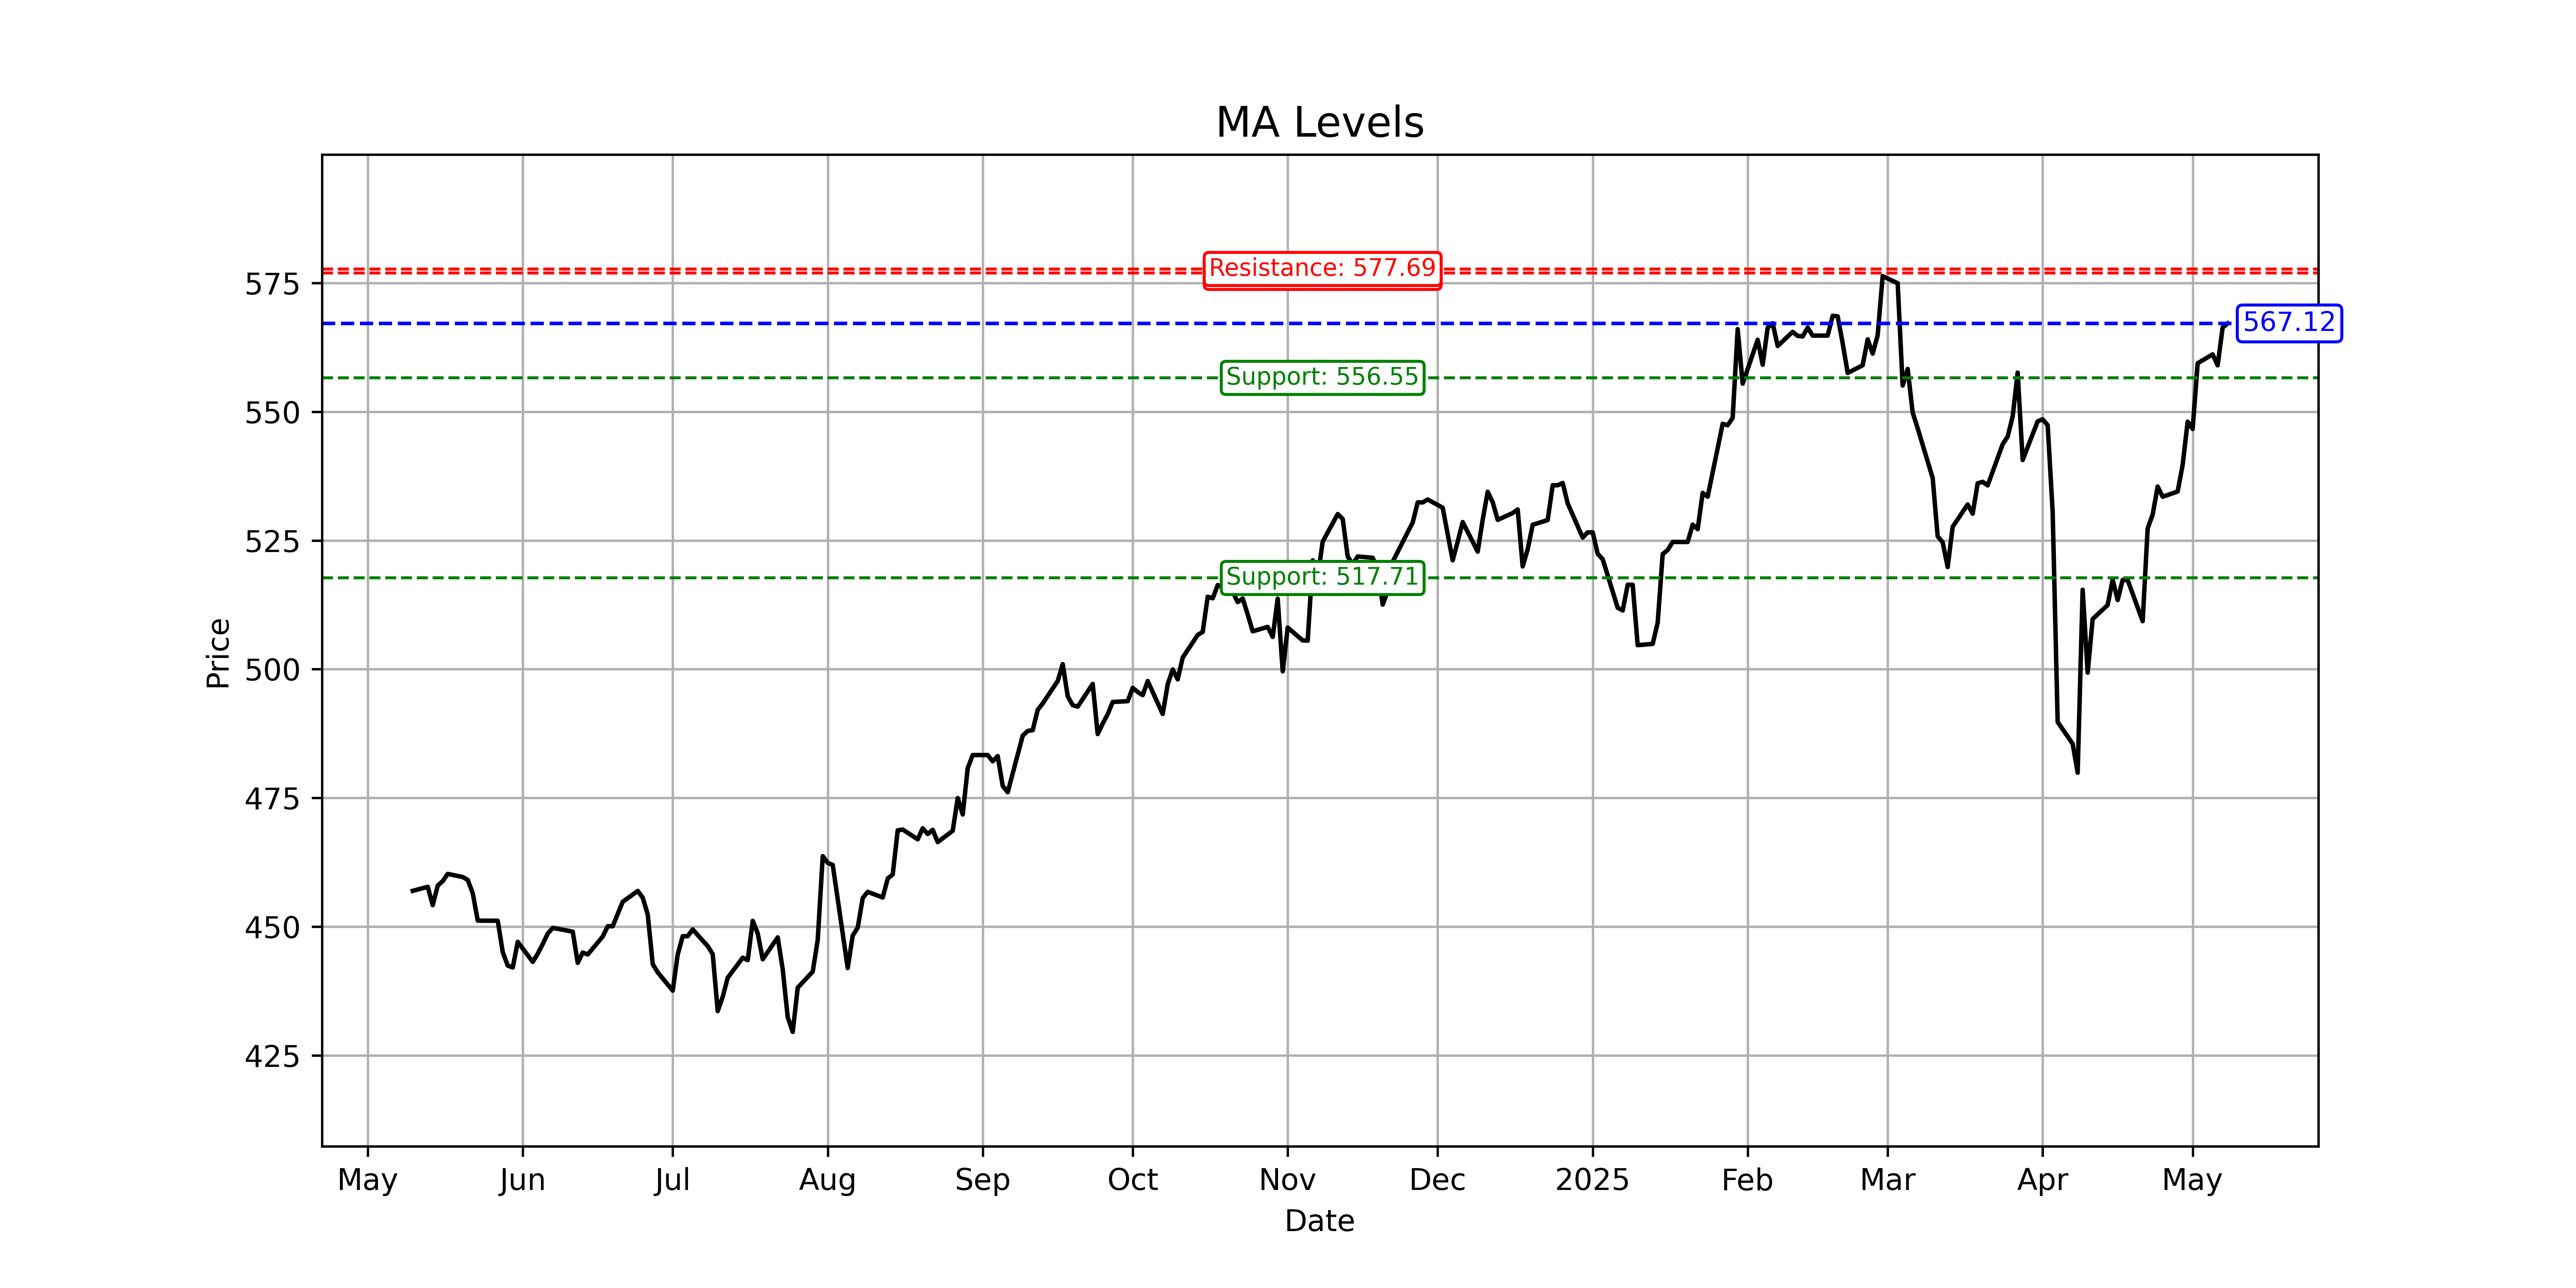 MA Levels
Resistance: 577.69
575
567.12
Support: 556.55
550
525
Support: 517.71
Price
500
475
450
425
May Jun Jul Aug Sep Oct Nov Dec 2025 Feb Mar Apr May
Date